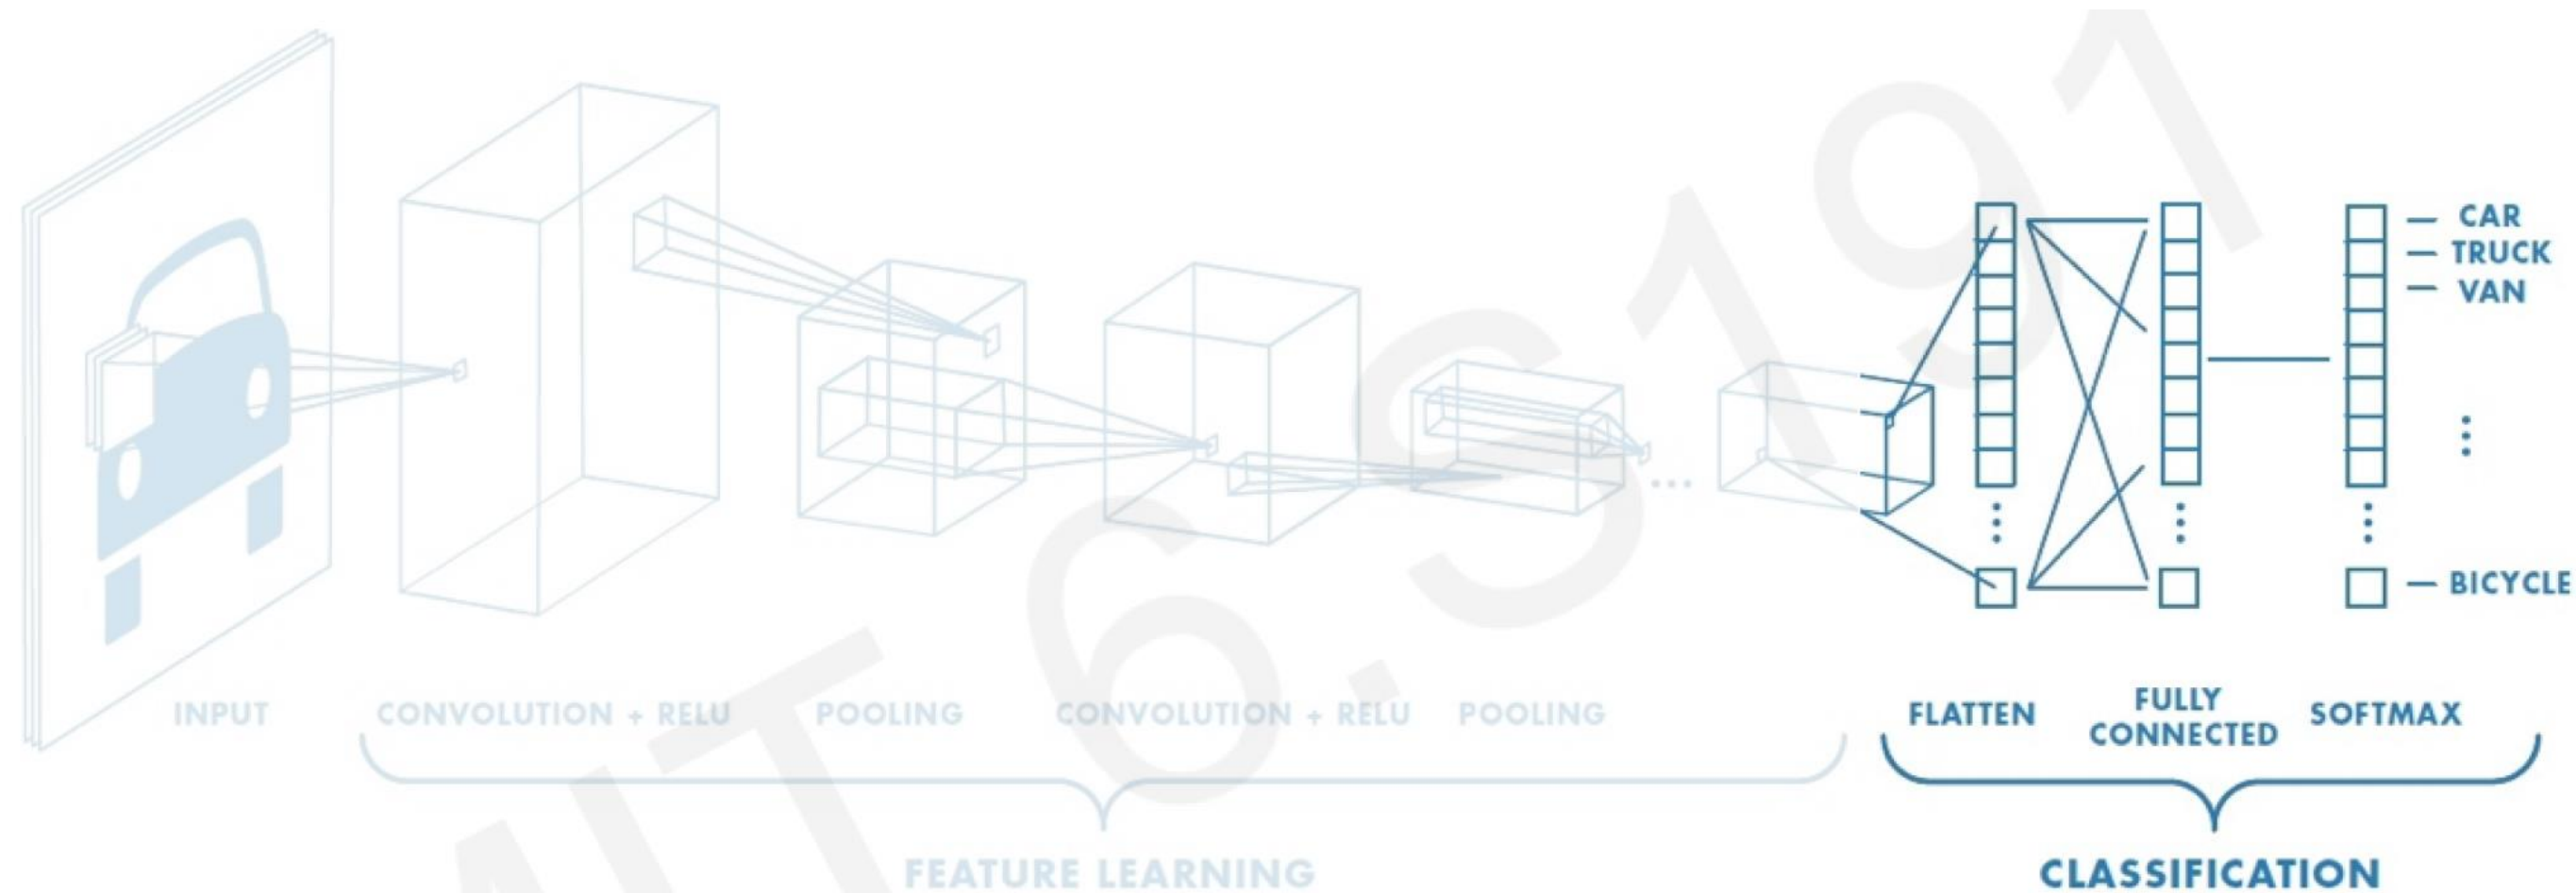 CAR
TRUCK
VAN
BICYCLE
INPUT
CONVOLUTION + RELU
POOLING
CONVOLUTION + RELU
POOLING
FLATTEN
FULLY
CONNECTED
SOFTMAX
FEATURE LEARNING
CLASSIFICATION
MIT 6.S191